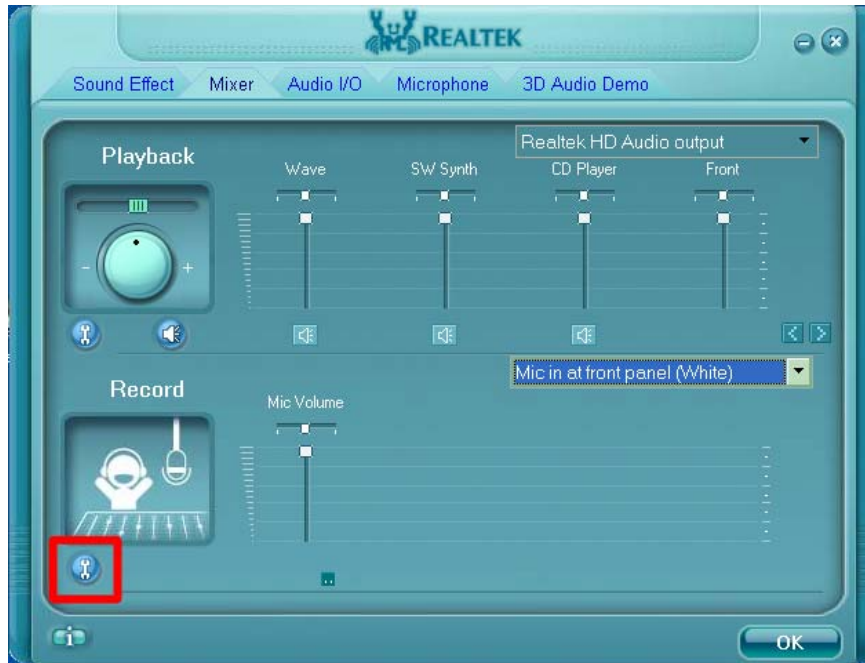 REALTEK
Sound Effect Mixer Audio I/O Microphone 3D Audio Demo
Playback
Realtek HD Audio output
Wave SW Synth CD Player Front
- +
Record
Mic in at front panel (White)
Mic Volume
i
OK